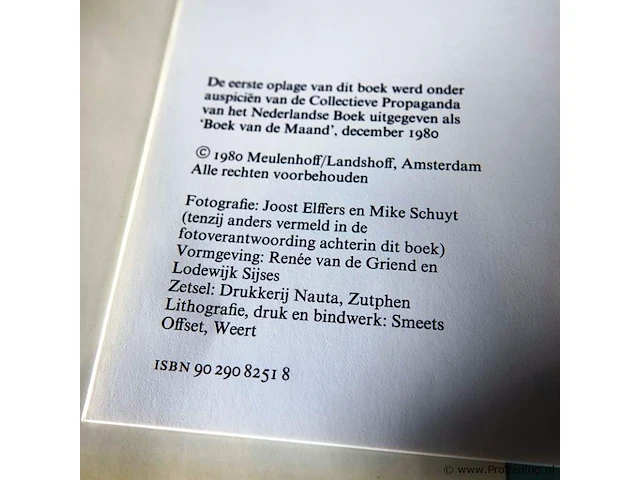 De eerste oplage van dit boek werd onder
auspiciën van de Collectieve Propaganda
van het Nederlandse Boek uitgegeven als
‘Boek van de Maand’, december 1980
© 1980 Meulenhoff/Landshoff, Amsterdam
Alle rechten voorbehouden
Fotografie: Joost Elffers en Mike Schuyt
(tenzij anders vermeld in de
fotoverantwoording achterin dit boek)
Vormgeving: Renée van de Griend en
Lodewijk Sijses
Zetsel: Drukkerij Nauta, Zutphen
Lithografie, druk en bindwerk: Smeets
Offset, Weert
ISBN 90 290 8251 8
© www.ProVeiling.nl